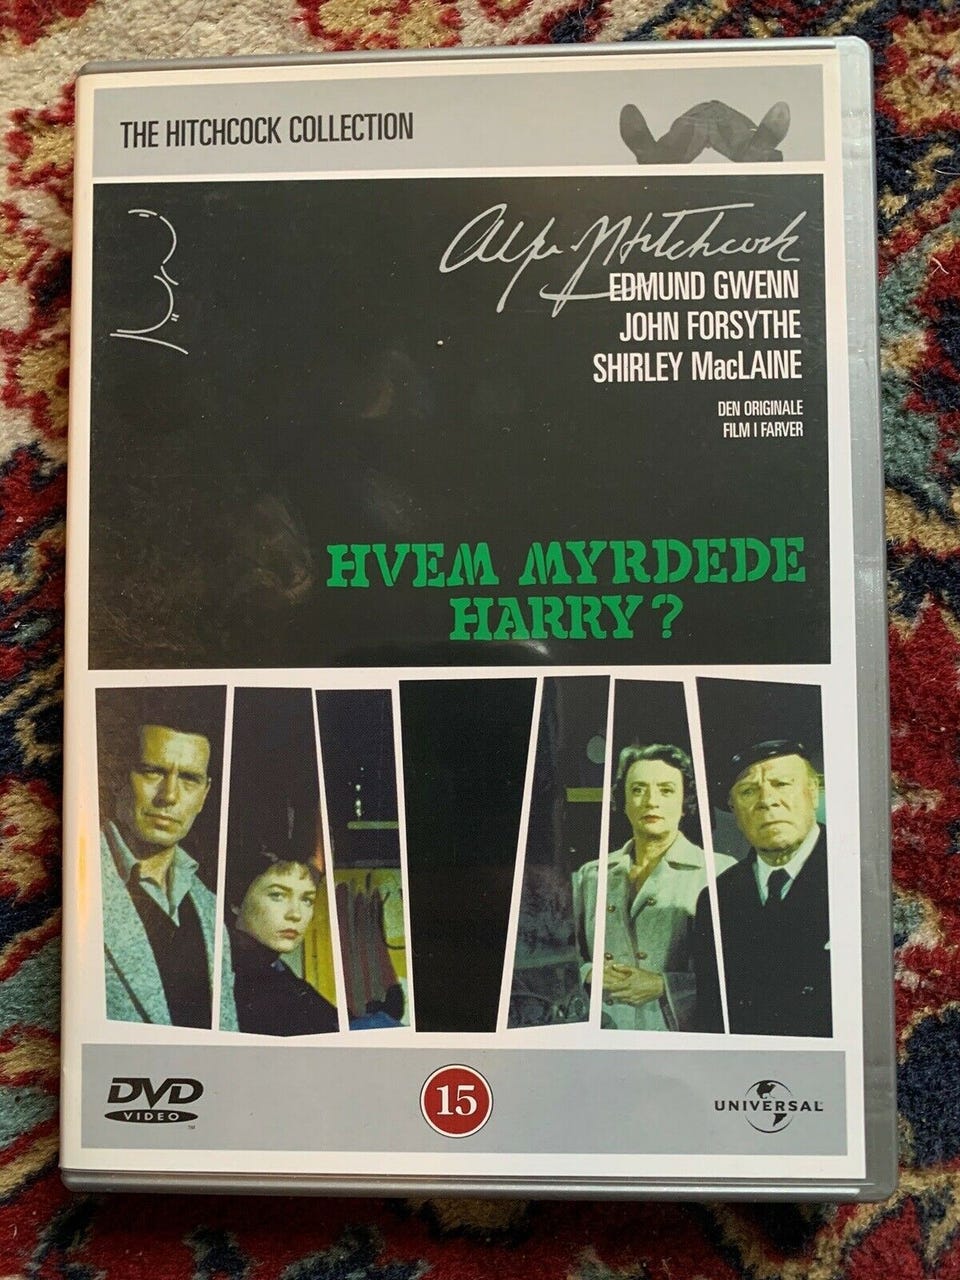 THE HITCHCOCK COLLECTION
Alfred Hitchcock
EDMUND GWENN
JOHN FORSYTHE
SHIRLEY MacLAINE
DEN ORIGINALE
FILM I FARVER
HVEM MYRDEDE
HARRY?
DVD
VIDEO
TM
15
UNIVERSAL